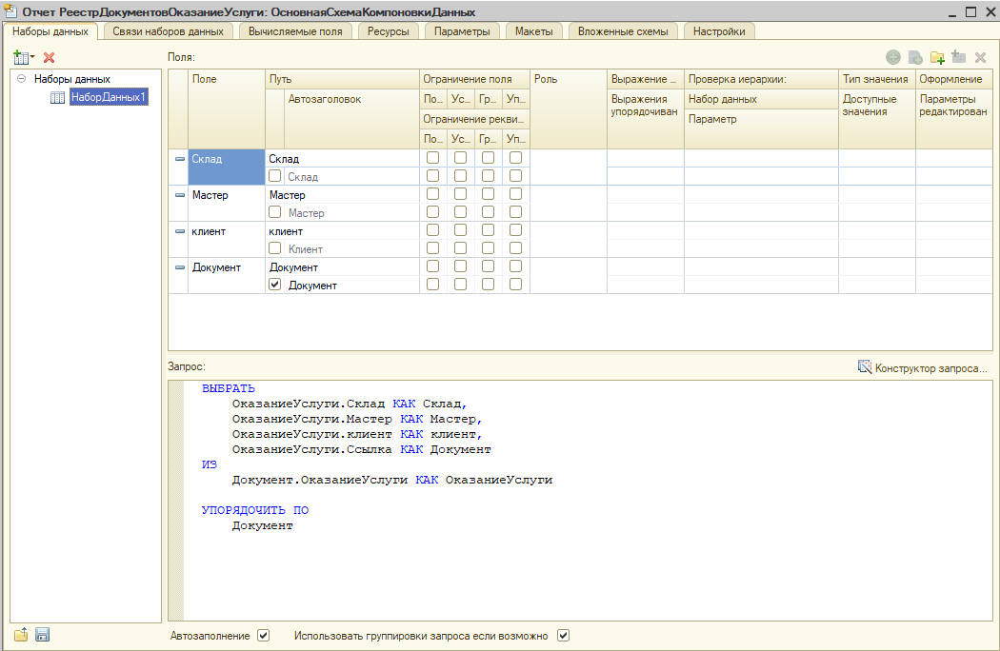 Отчет РеестрДокументовОказаниеУслуги: ОсновнаяСхемаКомпоновкиДанных
Наборы данных Связи наборов данных Вычисляемые поля Ресурсы Параметры Макеты Вложенные схемы Настройки
Поля:
Наборы данных
НаборДанных1
Поле Путь Ограничение поля Роль Выражение ... Проверка иерархии: Тип значения Оформление
Автозаголовок По... Ус... Гр... Уп... Выражения упорядочиван Набор данных Доступные значения Параметры редактирован
Ограничение рекви... Параметр
По... Ус... Гр... Уп...
Склад Склад
Склад
Мастер Мастер
Мастер
клиент клиент
Клиент
Документ Документ
Документ
Запрос: Конструктор запроса...
ВЫБРАТЬ
ОказаниеУслуги.Склад КАК Склад,
ОказаниеУслуги.Мастер КАК Мастер,
ОказаниеУслуги.клиент КАК клиент,
ОказаниеУслуги.Ссылка КАК Документ
ИЗ
Документ.ОказаниеУслуги КАК ОказаниеУслуги
УПОРЯДОЧИТЬ ПО
Документ
Автозаполнение Использовать группировки запроса если возможно